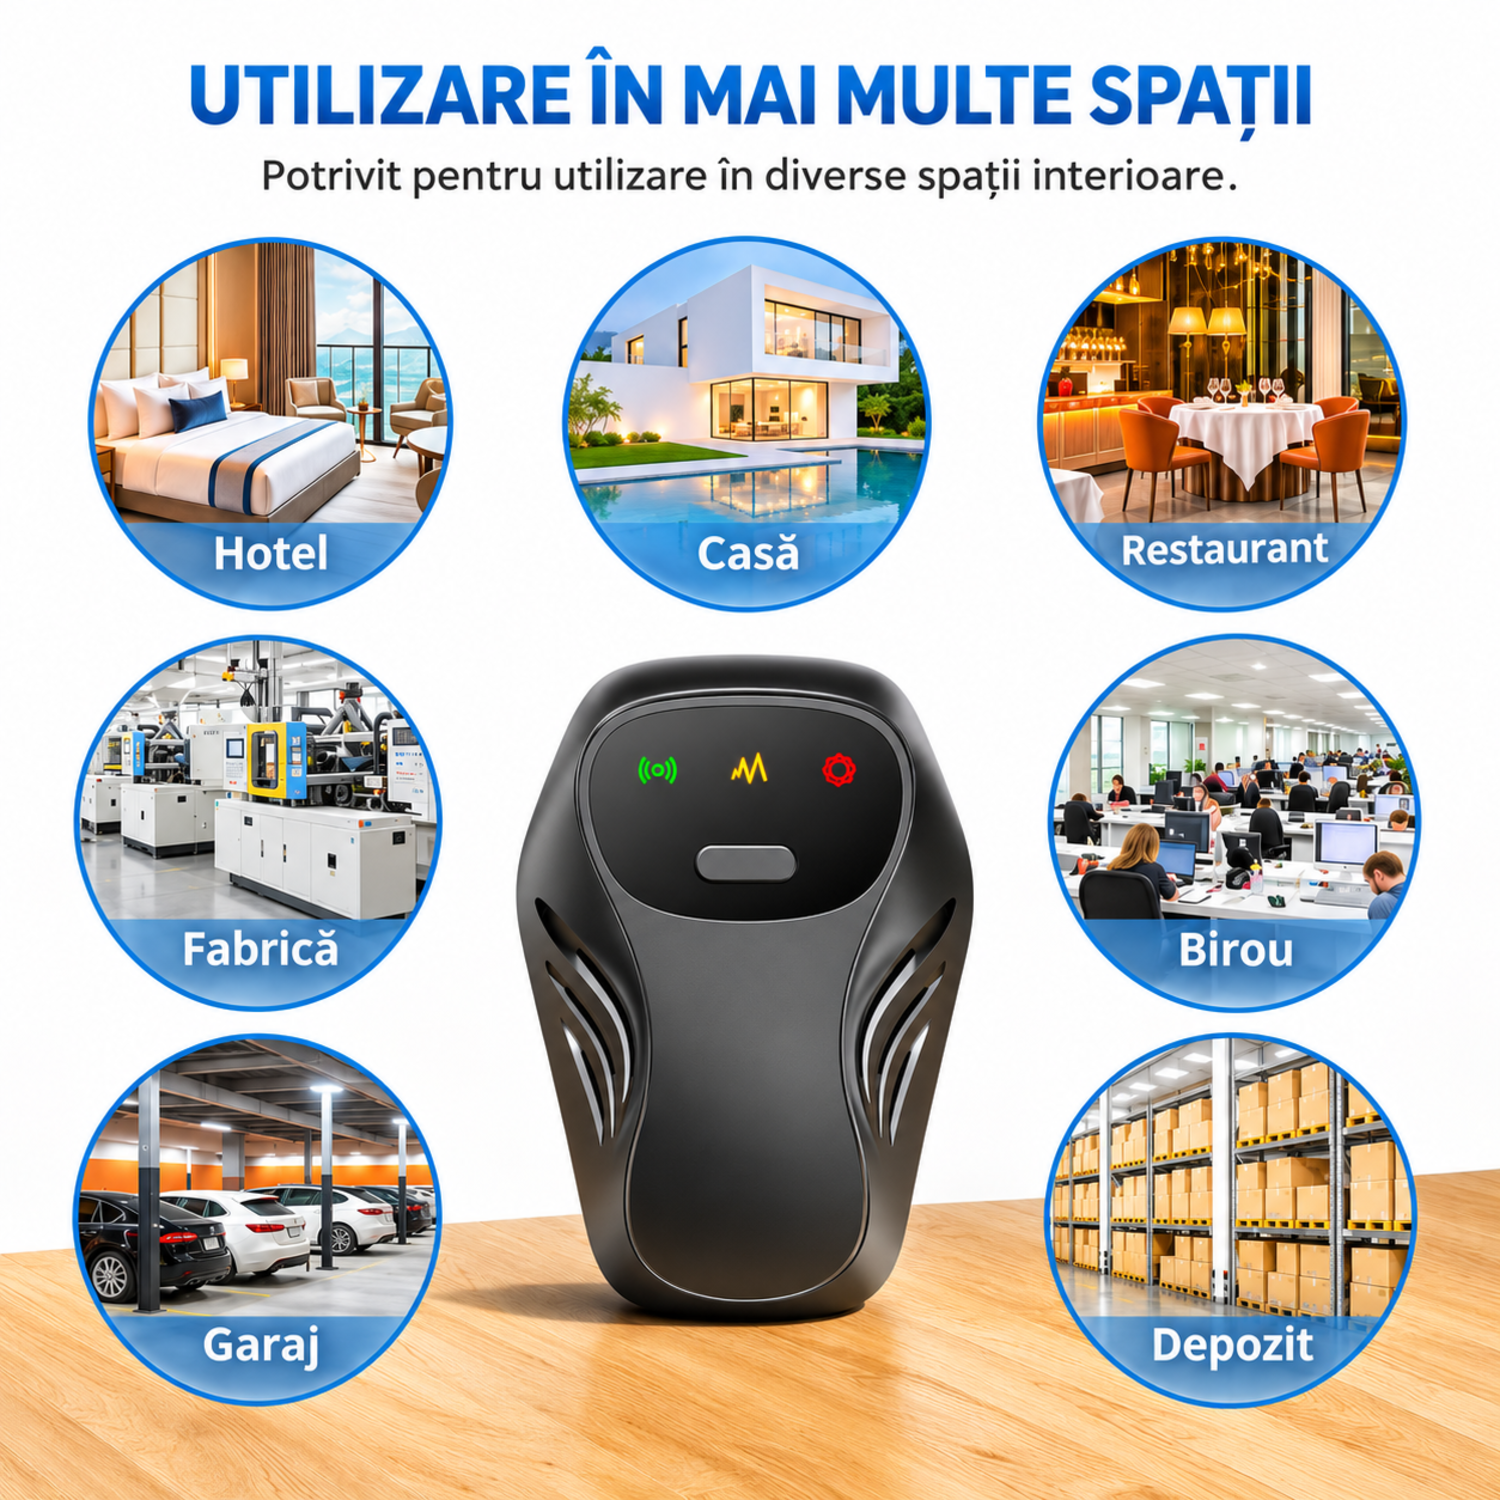 UTILIZARE ÎN MAI MULTE SPAȚII
Potrivit pentru utilizare în diverse spații interioare.
Hotel
Casă
Restaurant
Fabrică
Birou
Garaj
Depozit